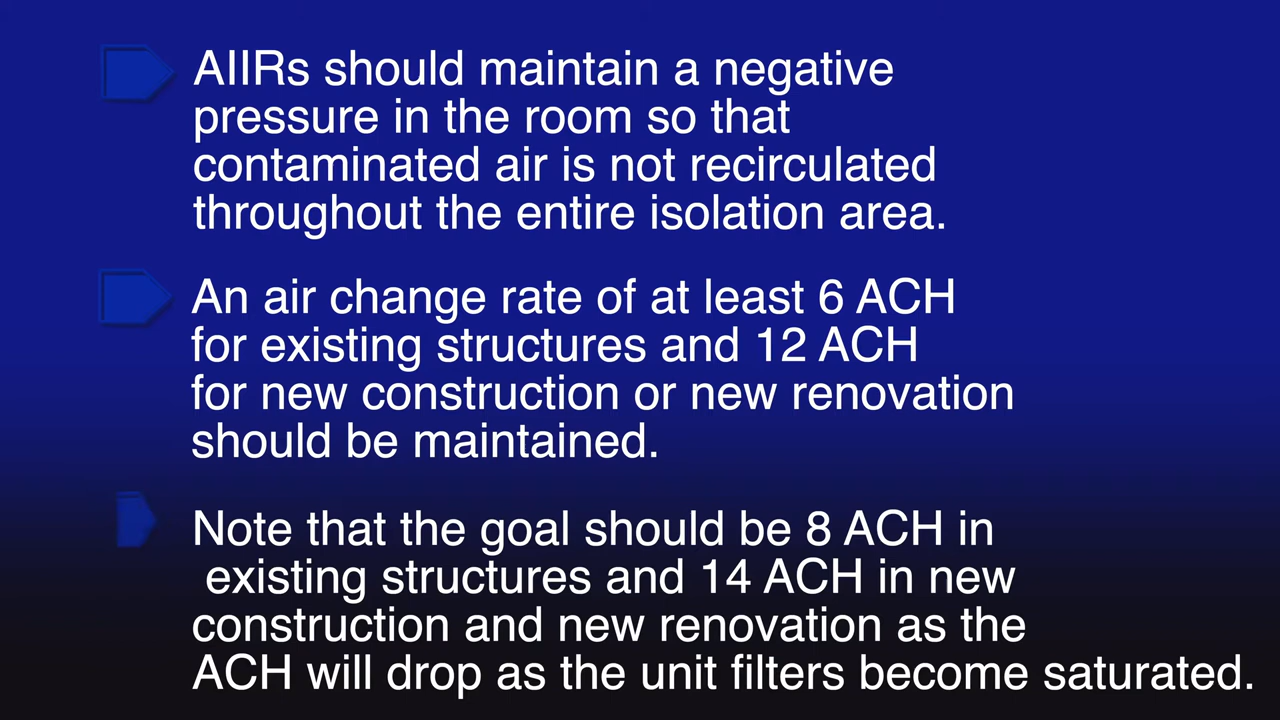 AIIRs should maintain a negative
pressure in the room so that
contaminated air is not recirculated
throughout the entire isolation area.
An air change rate of at least 6 ACH
for existing structures and 12 ACH
for new construction or new renovation
should be maintained.
Note that the goal should be 8 ACH in
existing structures and 14 ACH in new
construction and new renovation as the
ACH will drop as the unit filters become saturated.